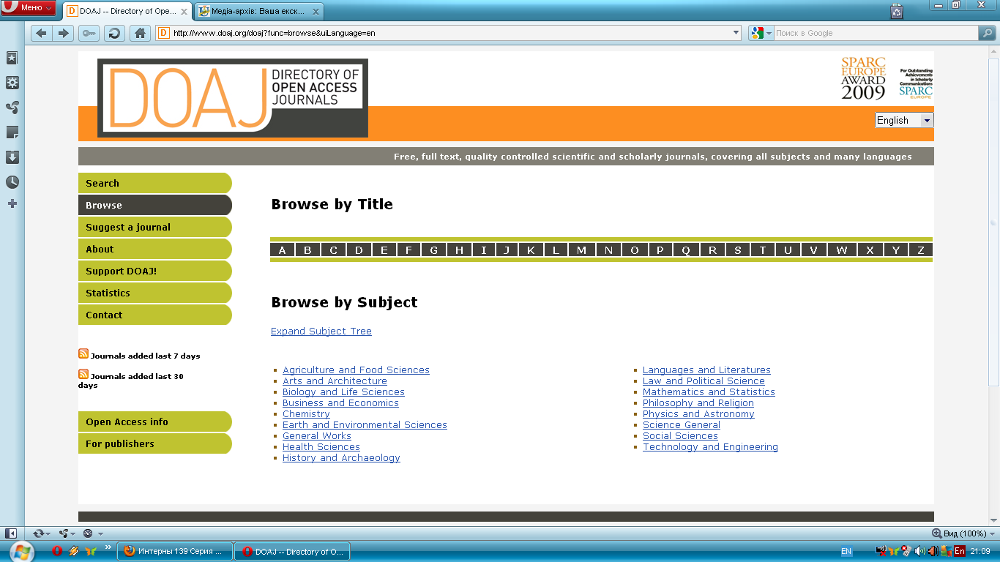 Меню
DOAJ -- Directory of Ope...
Медіа-архів: Ваша екск...
http://www.doaj.org/doaj?func=browse&uiLanguage=en
Поиск в Google
DOAJ
DIRECTORY OF
OPEN ACCESS
JOURNALS
SPARC
EUROPE
AWARD
2009
For Outstanding
Achievements
in Scholarly
Communications
SPARC
EUROPE
English
Free, full text, quality controlled scientific and scholarly journals, covering all subjects and many languages
Search
Browse
Suggest a journal
About
Support DOAJ!
Statistics
Contact
Journals added last 7 days
Journals added last 30
days
Open Access info
For publishers
Browse by Title
A B C D E F G H I J K L M N O P Q R S T U V W X Y Z
Browse by Subject
Expand Subject Tree
Agriculture and Food Sciences
Arts and Architecture
Biology and Life Sciences
Business and Economics
Chemistry
Earth and Environmental Sciences
General Works
Health Sciences
History and Archaeology
Languages and Literatures
Law and Political Science
Mathematics and Statistics
Philosophy and Religion
Physics and Astronomy
Science General
Social Sciences
Technology and Engineering
Вид (100%)
Интерны 139 Серия ...
DOAJ -- Directory of O...
EN
En
21:09